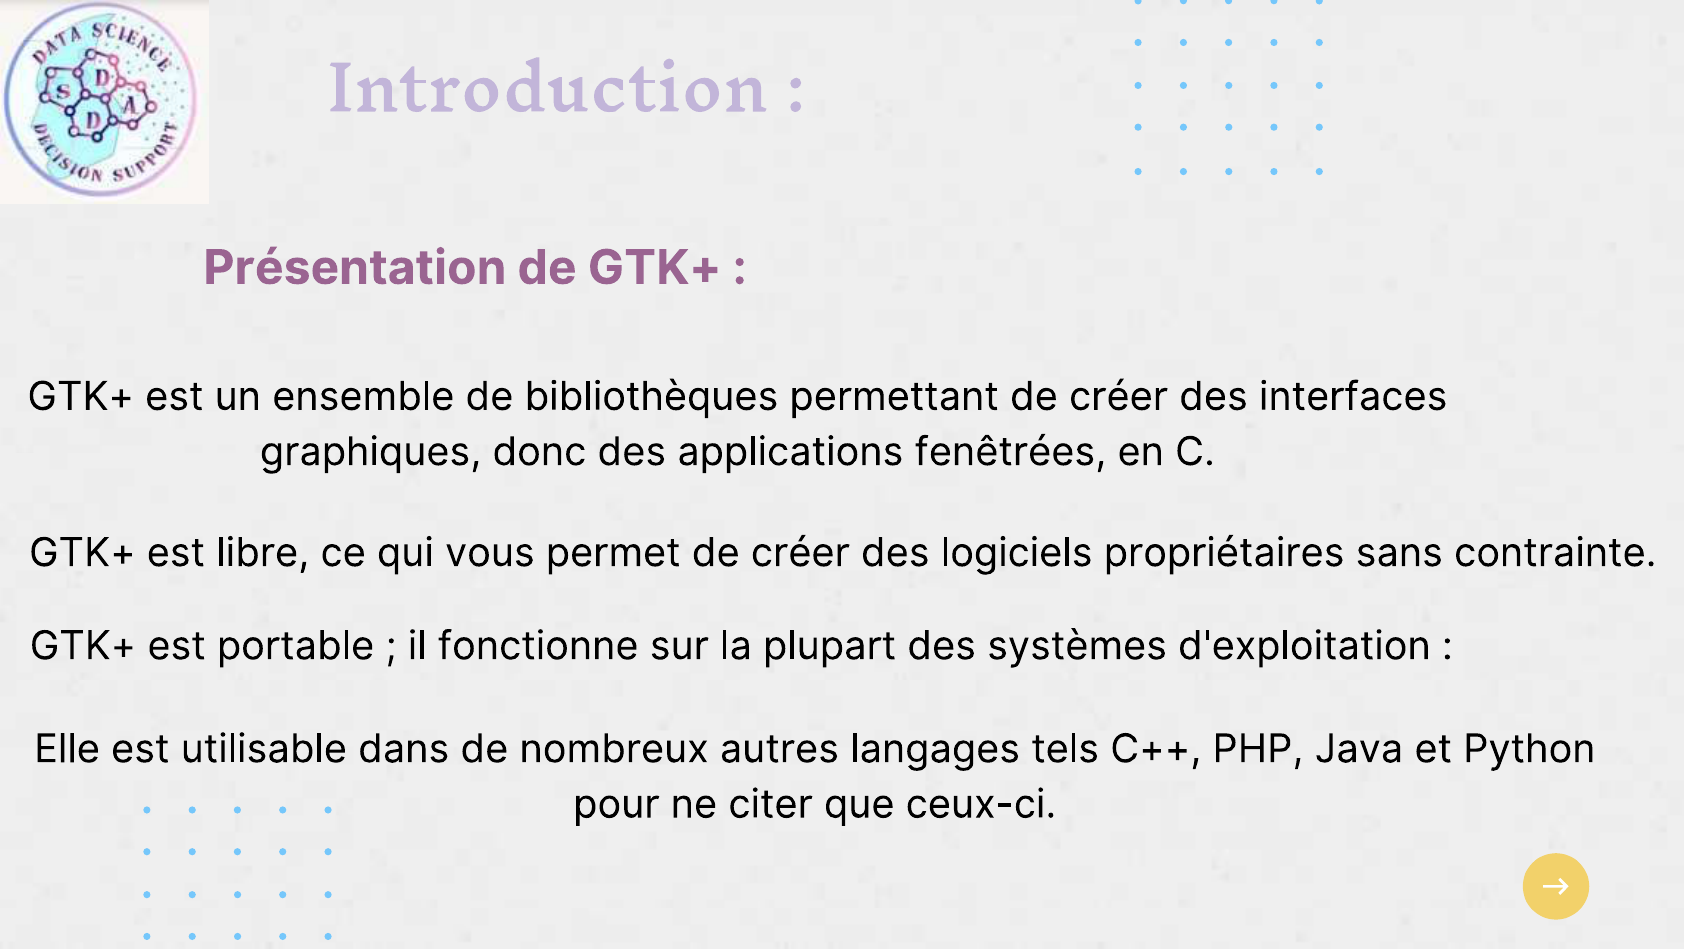 DATA SCIENCE
S D
D A
DECISION SUPPORT
Introduction :
Présentation de GTK+ :
GTK+ est un ensemble de bibliothèques permettant de créer des interfaces
graphiques, donc des applications fenêtrées, en C.
GTK+ est libre, ce qui vous permet de créer des logiciels propriétaires sans contrainte.
GTK+ est portable ; il fonctionne sur la plupart des systèmes d'exploitation :
Elle est utilisable dans de nombreux autres langages tels C++, PHP, Java et Python
pour ne citer que ceux-ci.